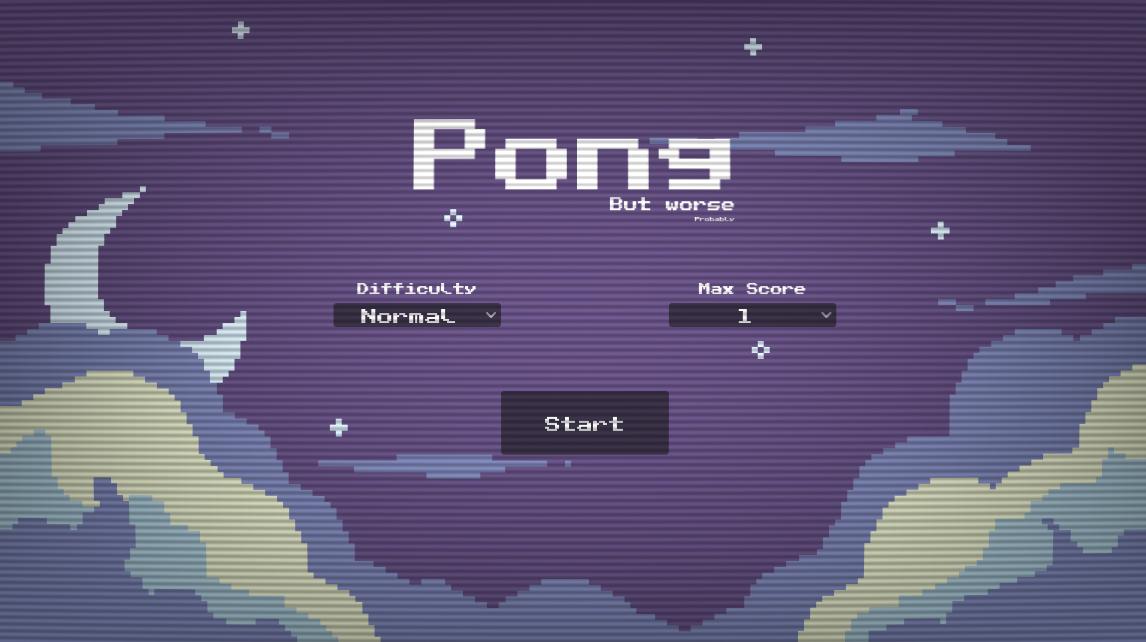 Pong
But worse
Probably
Difficulty
Max Score
Normal
1
Start